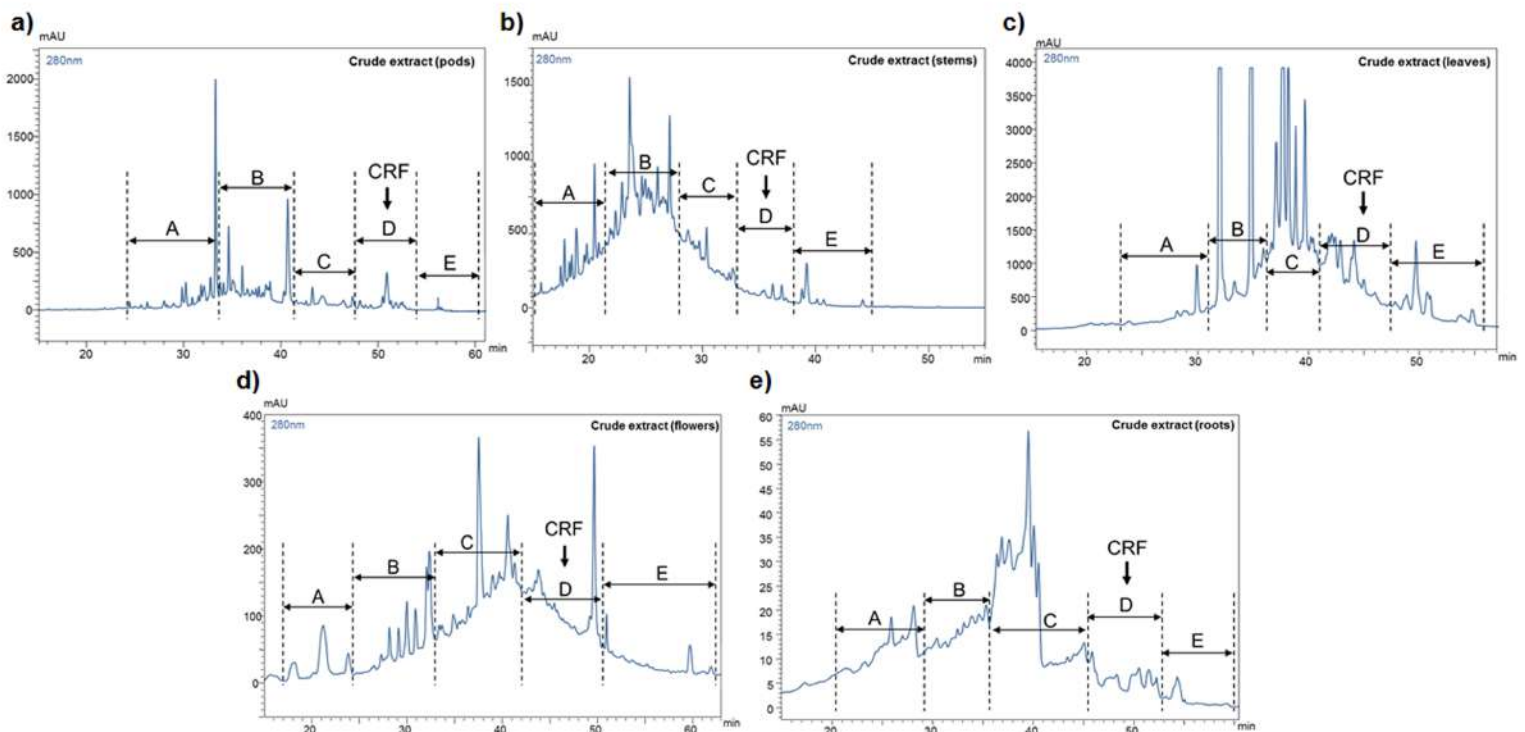 a)
mAU
280nm
Crude extract (pods)
2000
1500
1000
500
0
A
B
C
CRF
D
E
20
30
40
50
60
min
b)
mAU
280nm
Crude extract (stems)
1500
1000
500
0
A
B
C
CRF
D
E
20
30
40
50
min
c)
mAU
280nm
Crude extract (leaves)
4000
3500
3000
2500
2000
1500
1000
500
0
A
B
C
CRF
D
E
20
30
40
50
min
d)
mAU
280nm
Crude extract (flowers)
400
300
200
100
0
A
B
C
CRF
D
E
20
30
40
50
60
min
e)
mAU
280nm
Crude extract (roots)
60
55
50
45
40
35
30
25
20
15
10
5
0
A
B
C
CRF
D
E
20
30
40
50
min